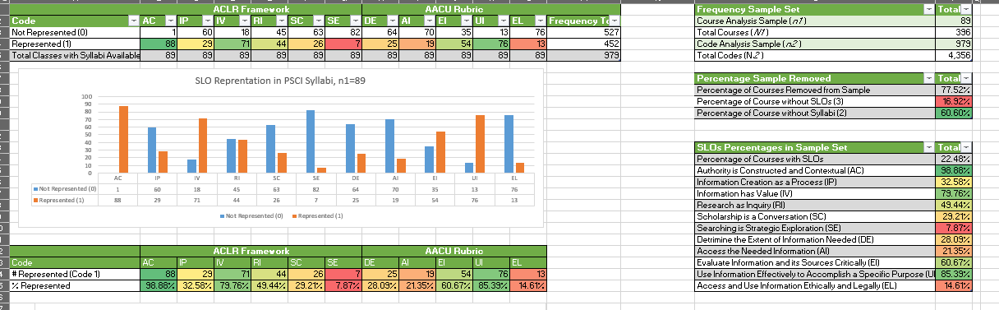 ACLR Framework AACU Rubric
Code AC IP IV RI SC SE DE AI EI UI EL Frequency To
Not Represented (0) 1 60 18 45 63 82 64 70 35 13 76 527
Represented (1) 88 29 71 44 26 7 25 19 54 76 13 452
Total Classes with Syllabi Available 89 89 89 89 89 89 89 89 89 89 89 979
SLO Reprentation in PSCI Syllabi, n1=89
100
90
80
70
60
50
40
30
20
10
0
AC IP IV RI SC SE DE AI EI UI EL
Not Represented (0) 1 60 18 45 63 82 64 70 35 13 76
Represented (1) 88 29 71 44 26 7 25 19 54 76 13
Not Represented (0) Represented (1)
ACLR Framework AACU Rubric
Code AC IP IV RI SC SE DE AI EI UI EL
# Represented (Code 1) 88 29 71 44 26 7 25 19 54 76 13
% Represented 98.88% 32.58% 79.76% 49.44% 29.21% 7.87% 28.09% 21.35% 60.67% 85.39% 14.61%
Frequency Sample Set Total
Course Analysis Sample (n1) 89
Total Courses (N1) 396
Code Analysis Sample (n2) 979
Total Codes (N2) 4,356
Percentage Sample Removed Total
Percentage of Courses Removed from Sample 77.52%
Percentage of Course without SLOs (3) 16.92%
Percentage of Course without Syllabi (2) 60.60%
SLOs Percentages in Sample Set Total
Percentage of Courses with SLOs 22.48%
Authority is Constructed and Contextual (AC) 98.88%
Information Creation as a Process (IP) 32.58%
Information has Value (IV) 79.76%
Research as Inquiry (RI) 49.44%
Scholarship is a Conversation (SC) 29.21%
Searching is Strategic Exploration (SE) 7.87%
Detrimine the Extent of Information Needed (DE) 28.09%
Access the Needed Information (AI) 21.35%
Evaluate Information and its Sources Critically (EI) 60.67%
Use Information Effectively to Accomplish a Specific Purpose (UI 85.39%
Access and Use Information Ethically and Legally (EL) 14.61%